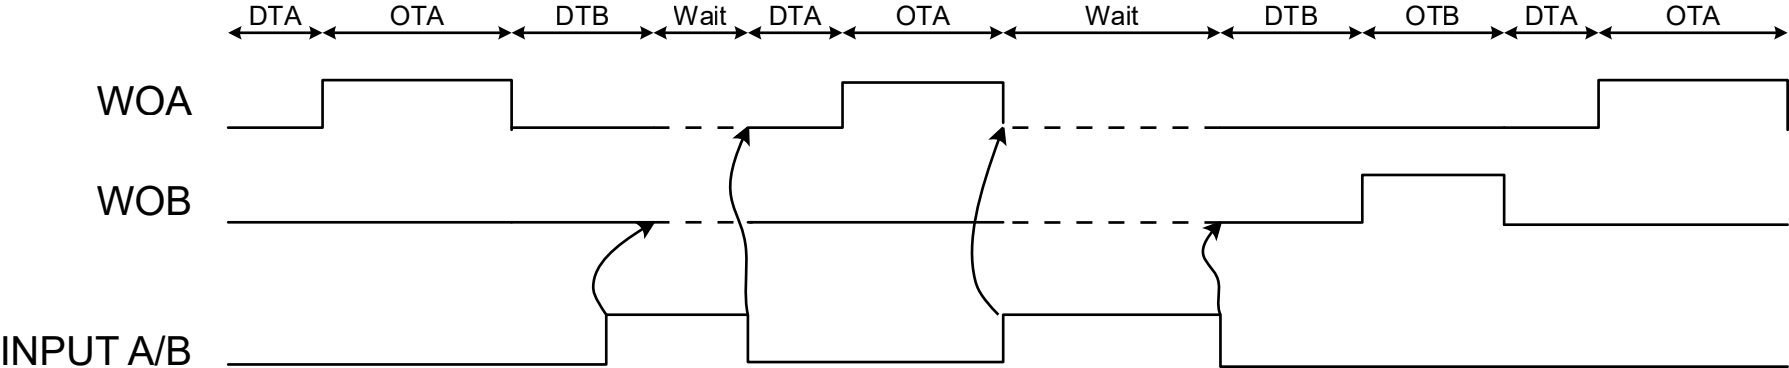 DTA OTA DTB Wait DTA OTA Wait DTB OTB DTA OTA
WOA
WOB
INPUT A/B